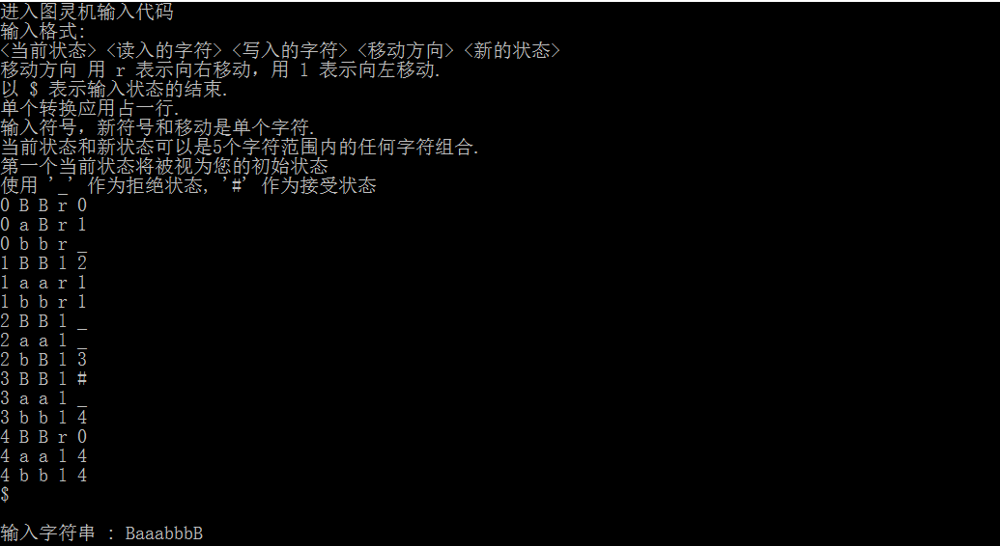 进入图灵机输入代码
输入格式:
<当前状态> <读入的字符> <写入的字符> <移动方向> <新的状态>
移动方向 用 r 表示向右移动，用 l 表示向左移动.
以 $ 表示输入状态的结束.
单个转换应用占一行.
输入符号，新符号和移动是单个字符.
当前状态和新状态可以是5个字符范围内的任何字符组合.
第一个当前状态将被视为您的初始状态
使用 '_' 作为拒绝状态, '#' 作为接受状态
0 B B r 0
0 a B r 1
0 b b r _
1 B B l 2
1 a a r 1
1 b b r 1
2 B B l _
2 a a l _
2 b B l 3
3 B B l #
3 a a l _
3 b b l 4
4 B B r 0
4 a a l 4
4 b b l 4
$
输入字符串 : BaaabbbB